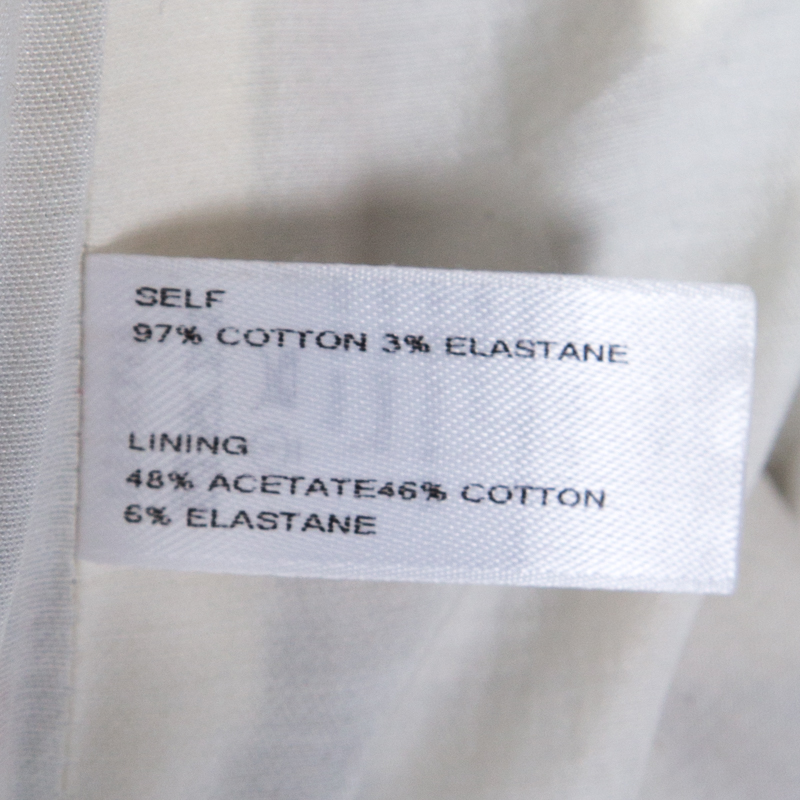 SELF
97% COTTON 3% ELASTANE
LINING
48% ACETATE46% COTTON
6% ELASTANE